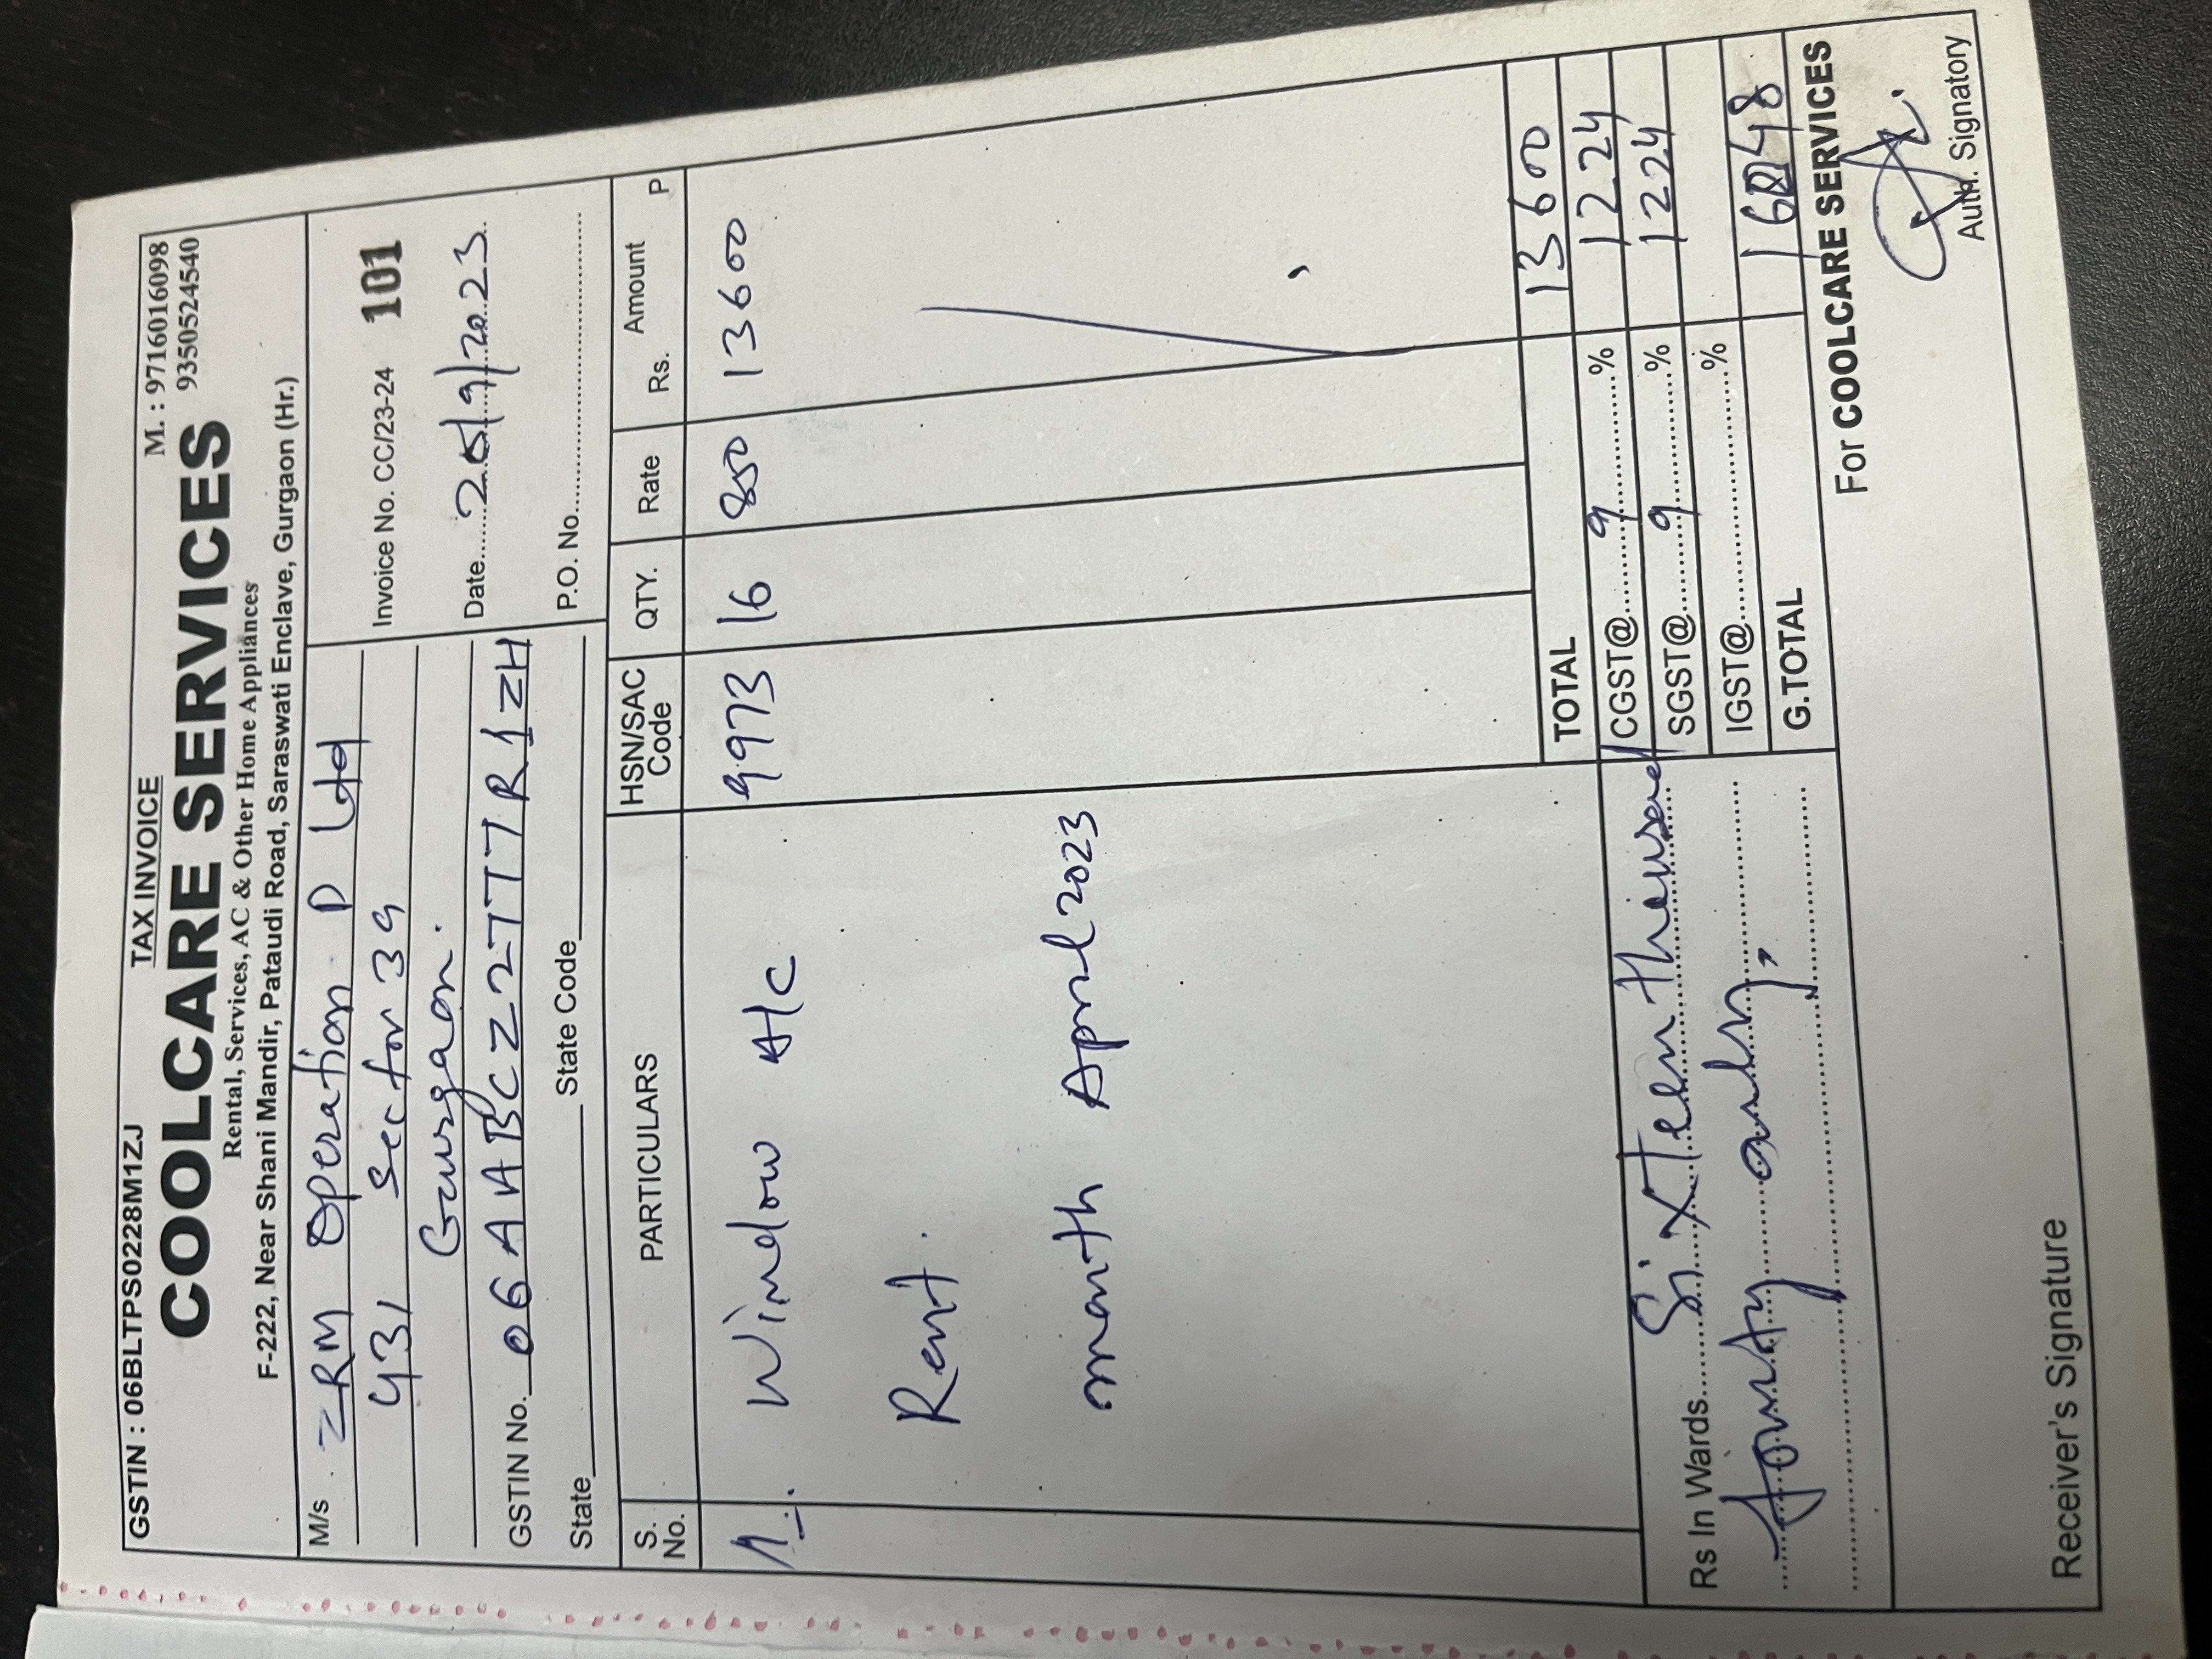 GSTIN : 06BLTPS0228M1ZJ
TAX INVOICE
M. : 9716016098
9350524540
COOLCARE SERVICES
Rental, Services, AC & Other Home Appliances
F-222, Near Shani Mandir, Pataudi Road, Saraswati Enclave, Gurgaon (Hr.)
M/s ZRM Operation P Ltd
431 Sector 39
Gurgaon.
GSTIN No. 06AABCZ2777R1ZH
State State Code
Invoice No. CC/23-24 101
Date 20/9/2023
P.O. No.
S. No. PARTICULARS HSN/SAC Code QTY. Rate Amount Rs. P
1. Window A/c 9973 16 850 13600
Rent.
month April 2023
TOTAL 13600
CGST@ 9 % 1224
SGST@ 9 % 1224
IGST@ %
G.TOTAL 16048
Rs In Wards Sixteen thousand
fourty only.
For COOLCARE SERVICES
Auth. Signatory
Receiver's Signature